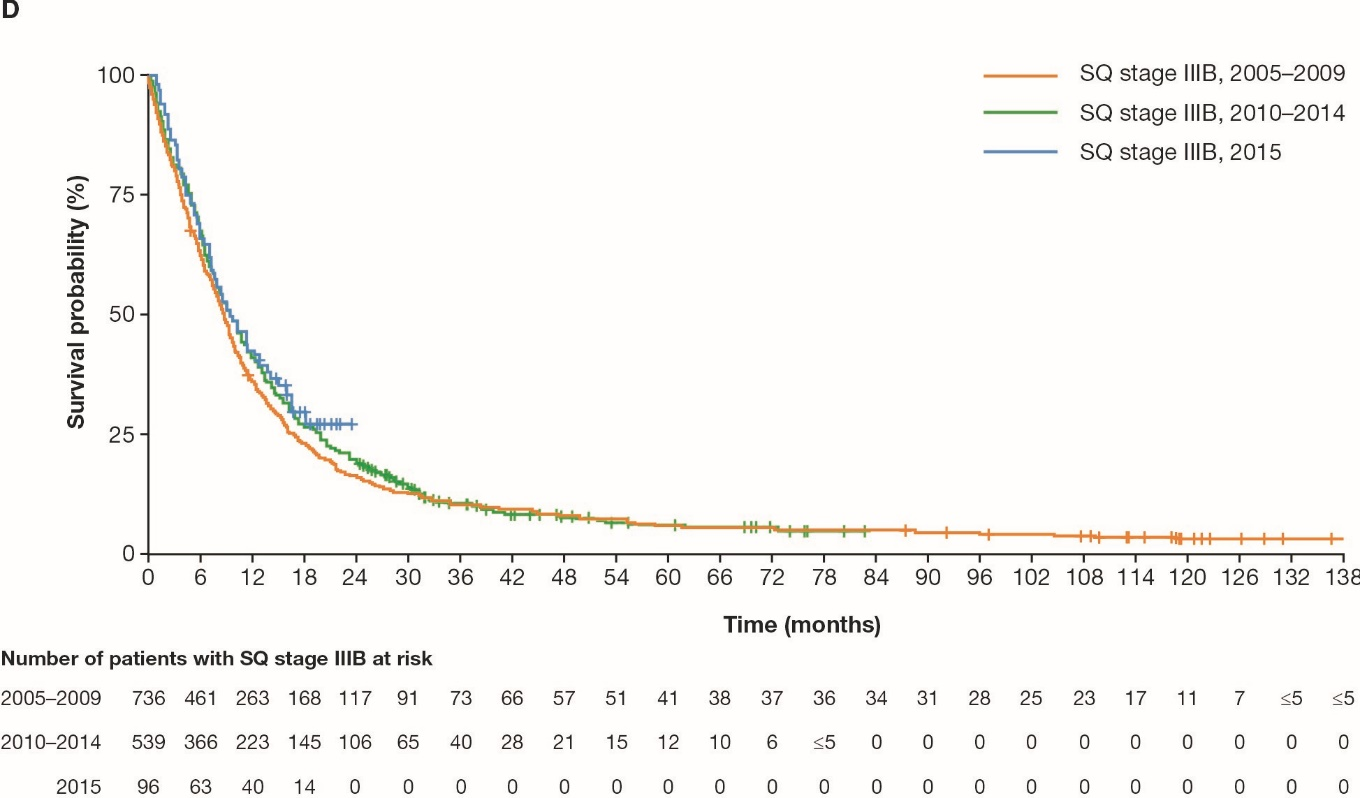 D
100
75
50
25
0
Survival probability (%)
SQ stage IIIB, 2005–2009
SQ stage IIIB, 2010–2014
SQ stage IIIB, 2015
0 6 12 18 24 30 36 42 48 54 60 66 72 78 84 90 96 102 108 114 120 126 132 138
Time (months)
Number of patients with SQ stage IIIB at risk
2005–2009 736 461 263 168 117 91 73 66 57 51 41 38 37 36 34 31 28 25 23 17 11 7 ≤5 ≤5
2010–2014 539 366 223 145 106 65 40 28 21 15 12 10 6 ≤5 0 0 0 0 0 0 0 0 0 0
2015 96 63 40 14 0 0 0 0 0 0 0 0 0 0 0 0 0 0 0 0 0 0 0 0